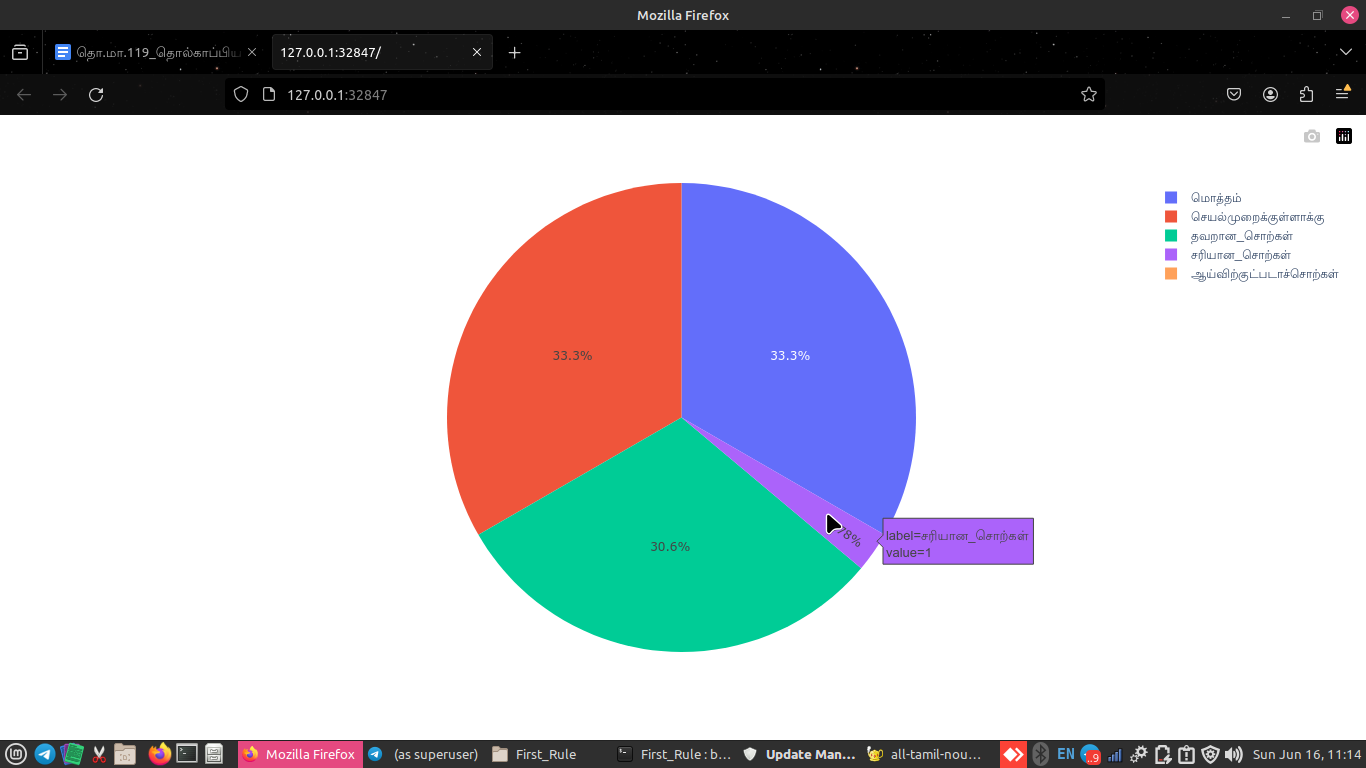 Mozilla Firefox
தொ.மா.119_தொல்காப்பிய
127.0.0.1:32847/
127.0.0.1:32847
மொத்தம்
செயல்முறைக்குள்ளாக்கு
தவறான_சொற்கள்
சரியான_சொற்கள்
ஆய்விற்குட்படாச்சொற்கள்
33.3%
33.3%
78%
label=சரியான_சொற்கள்
value=1
30.6%
Mozilla Firefox
(as superuser)
First_Rule
First_Rule : b...
Update Man...
all-tamil-nou...
EN
Sun Jun 16, 11:14